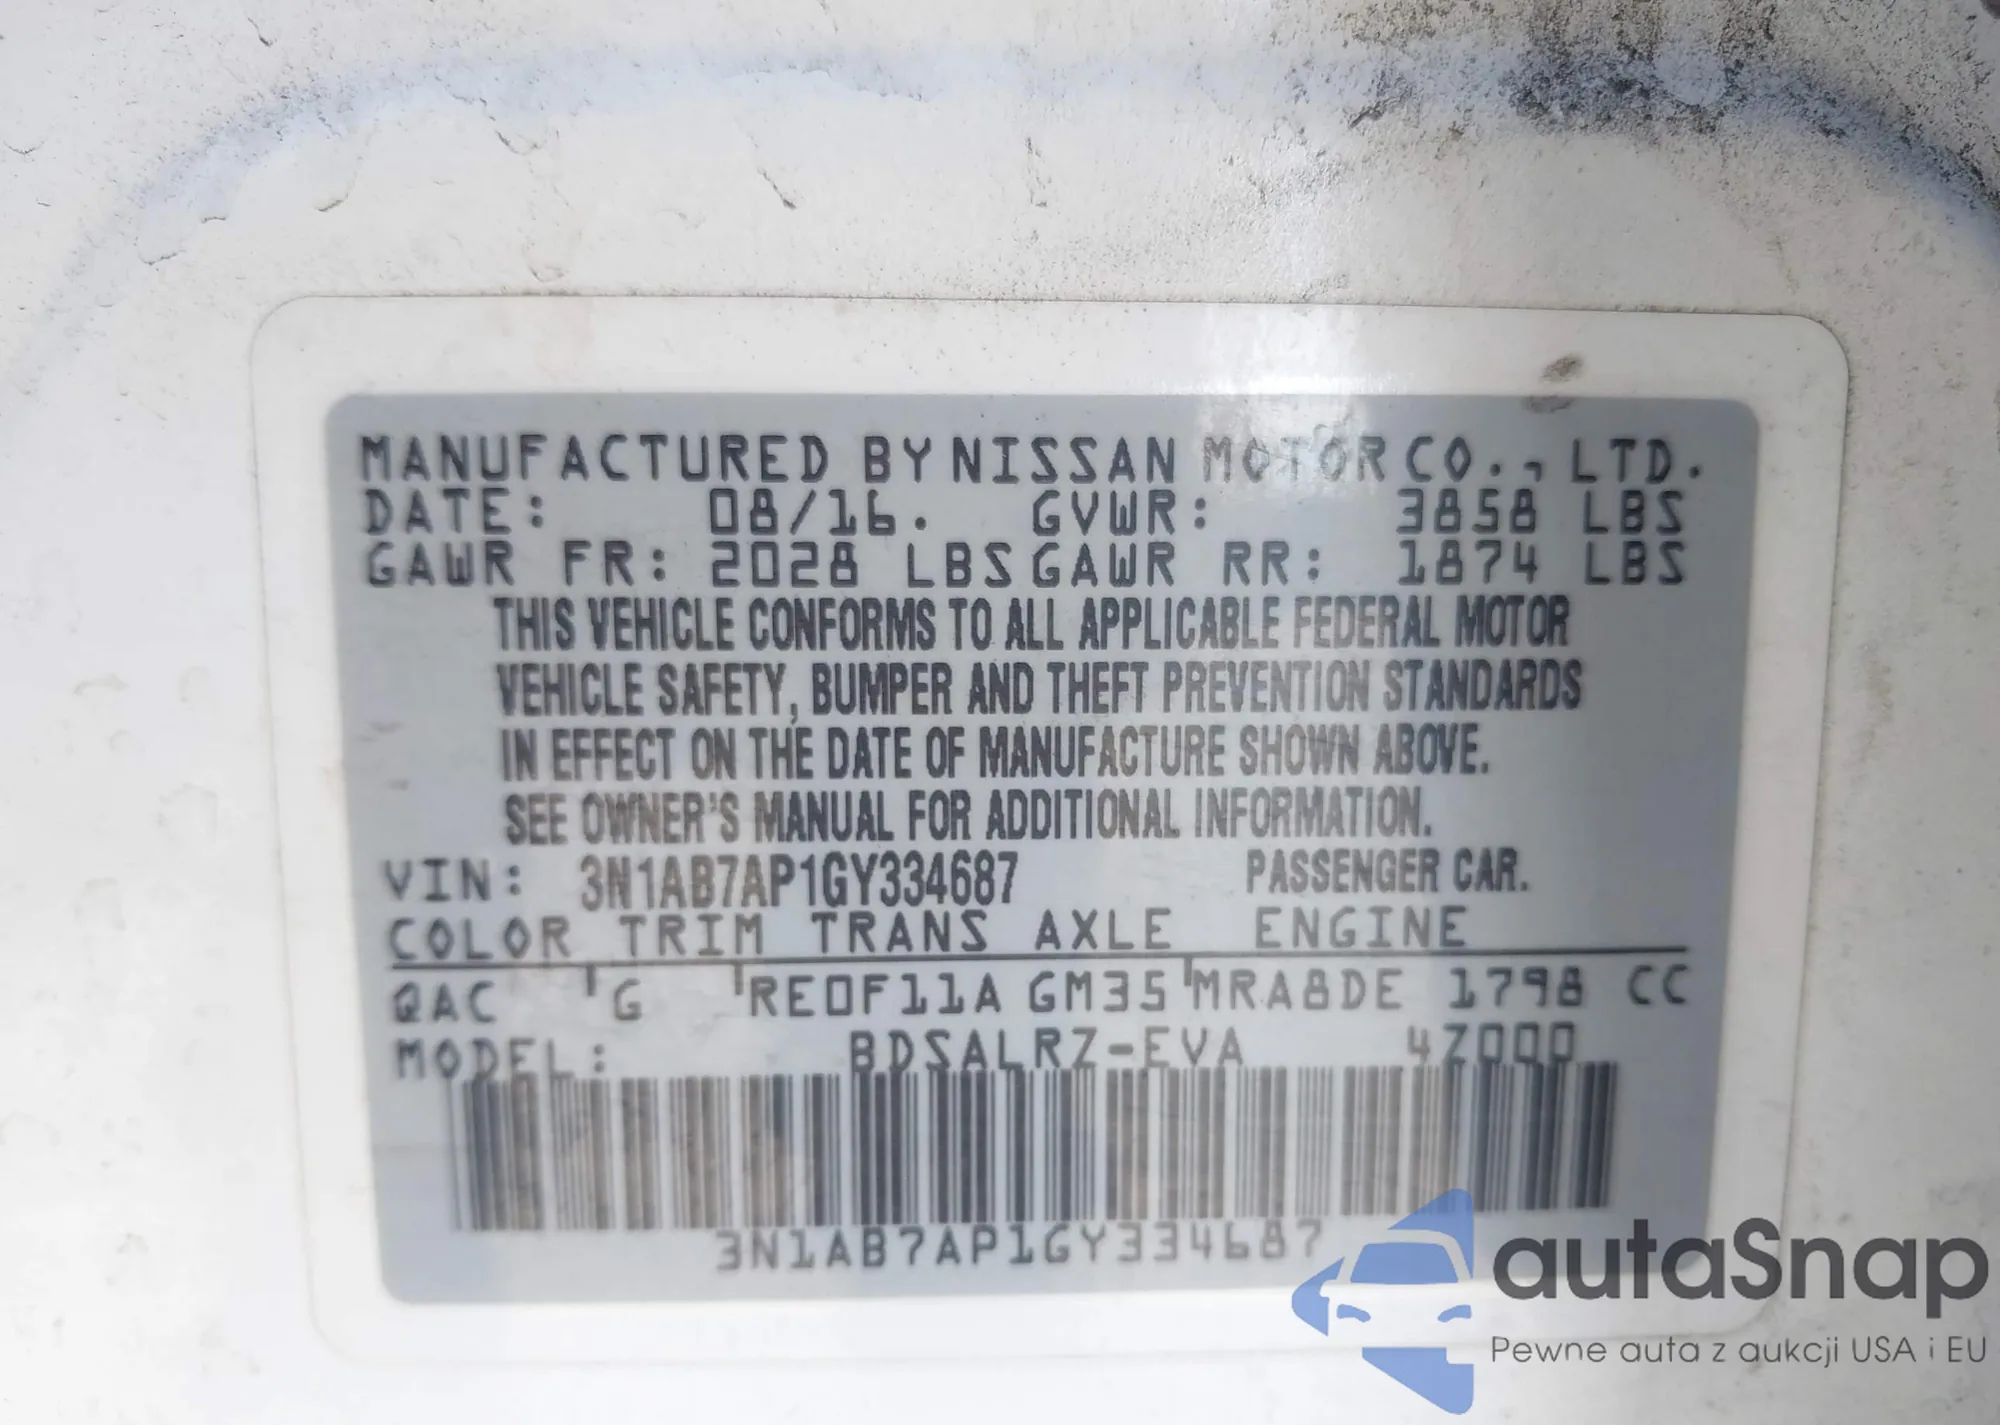 MANUFACTURED BY NISSAN MOTOR CO., LTD.
DATE: 08/16. GVWR: 3858 LBS
GAWR FR: 2028 LBS GAWR RR: 1874 LBS
THIS VEHICLE CONFORMS TO ALL APPLICABLE FEDERAL MOTOR
VEHICLE SAFETY, BUMPER AND THEFT PREVENTION STANDARDS
IN EFFECT ON THE DATE OF MANUFACTURE SHOWN ABOVE.
SEE OWNER'S MANUAL FOR ADDITIONAL INFORMATION.
VIN: 3N1AB7AP1GY334687 PASSENGER CAR.
COLOR TRIM TRANS AXLE ENGINE
QAC G RE0F11A GM35 MRA8DE 1798 CC
MODEL: BDSALRZ-EVA 4Z000
3N1AB7AP1GY334687
autaSnap
Pewne auta z aukcji USA i EU